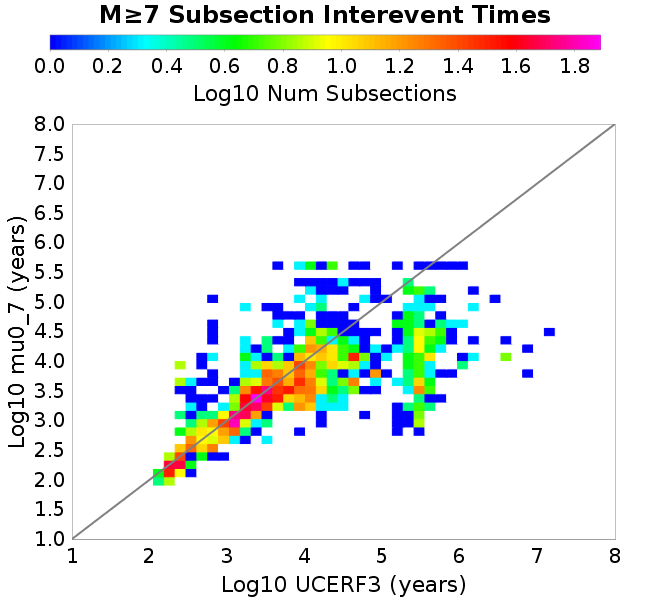 M≥7 Subsection Interevent Times
0.0 0.2 0.4 0.6 0.8 1.0 1.2 1.4 1.6 1.8
Log10 Num Subsections
8.0
7.5
7.0
6.5
6.0
5.5
5.0
4.5
4.0
3.5
3.0
2.5
2.0
1.5
1.0
Log10 mu0_7 (years)
1 2 3 4 5 6 7 8
Log10 UCERF3 (years)